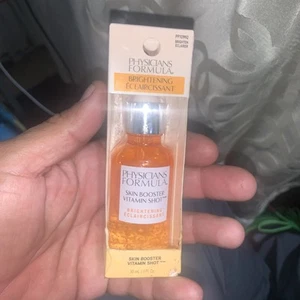 PHYSICIANS
FORMULA
BRIGHTENING
ÉCLAIRCISSANT
PHYSICIANS
FORMULA
SKIN BOOSTER
VITAMIN SHOT
BRIGHTENING
ÉCLAIRCISSANT
SKIN BOOSTER
VITAMIN SHOT